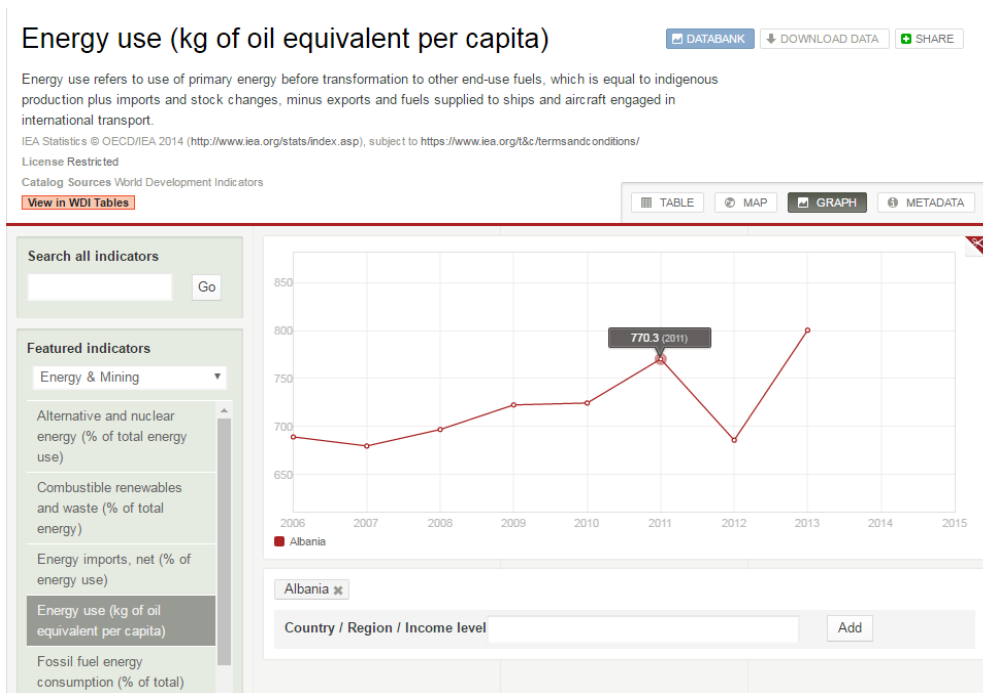 Energy use (kg of oil equivalent per capita)
DATABANK
DOWNLOAD DATA
SHARE
Energy use refers to use of primary energy before transformation to other end-use fuels, which is equal to indigenous
production plus imports and stock changes, minus exports and fuels supplied to ships and aircraft engaged in
international transport.
IEA Statistics © OECD/IEA 2014 (http://www.iea.org/stats/index.asp), subject to https://www.iea.org/t&c/termsandconditions/
License Restricted
Catalog Sources World Development Indicators
View in WDI Tables
TABLE
MAP
GRAPH
METADATA
Search all indicators
Go
Featured indicators
Energy & Mining
Alternative and nuclear
energy (% of total energy
use)
Combustible renewables
and waste (% of total
energy)
Energy imports, net (% of
energy use)
Energy use (kg of oil
equivalent per capita)
Fossil fuel energy
consumption (% of total)
850
800
750
700
650
770.3 (2011)
2006 2007 2008 2009 2010 2011 2012 2013 2014 2015
Albania
Albania
Country / Region / Income level
Add